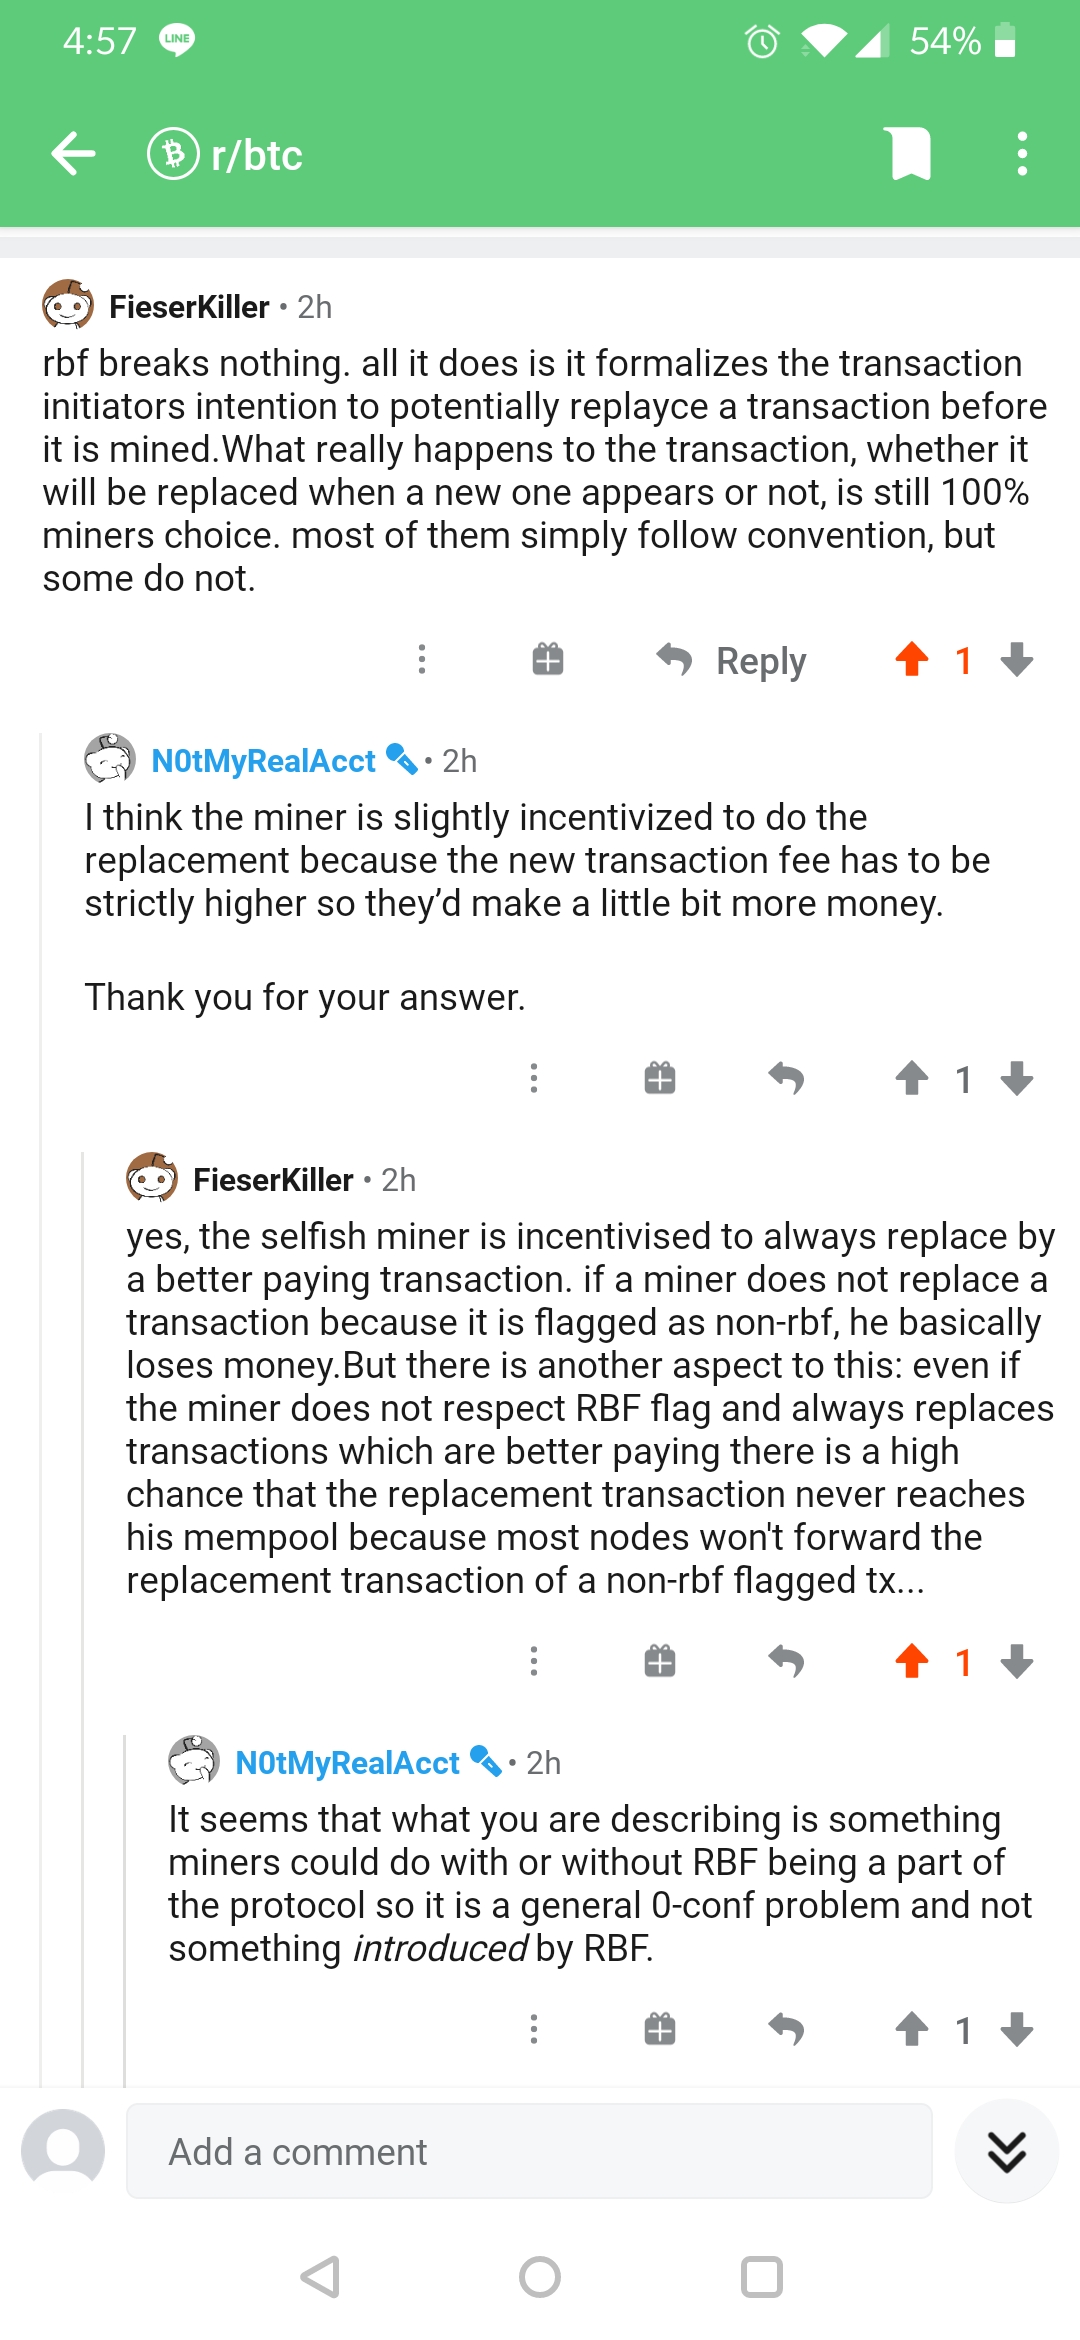 4:57 LINE 54%
r/btc
FieserKiller • 2h
rbf breaks nothing. all it does is it formalizes the transaction
initiators intention to potentially replayce a transaction before
it is mined.What really happens to the transaction, whether it
will be replaced when a new one appears or not, is still 100%
miners choice. most of them simply follow convention, but
some do not.
Reply 1
N0tMyRealAcct • 2h
I think the miner is slightly incentivized to do the
replacement because the new transaction fee has to be
strictly higher so they’d make a little bit more money.
Thank you for your answer.
1
FieserKiller • 2h
yes, the selfish miner is incentivised to always replace by
a better paying transaction. if a miner does not replace a
transaction because it is flagged as non-rbf, he basically
loses money.But there is another aspect to this: even if
the miner does not respect RBF flag and always replaces
transactions which are better paying there is a high
chance that the replacement transaction never reaches
his mempool because most nodes won't forward the
replacement transaction of a non-rbf flagged tx...
1
N0tMyRealAcct • 2h
It seems that what you are describing is something
miners could do with or without RBF being a part of
the protocol so it is a general 0-conf problem and not
something introduced by RBF.
1
Add a comment